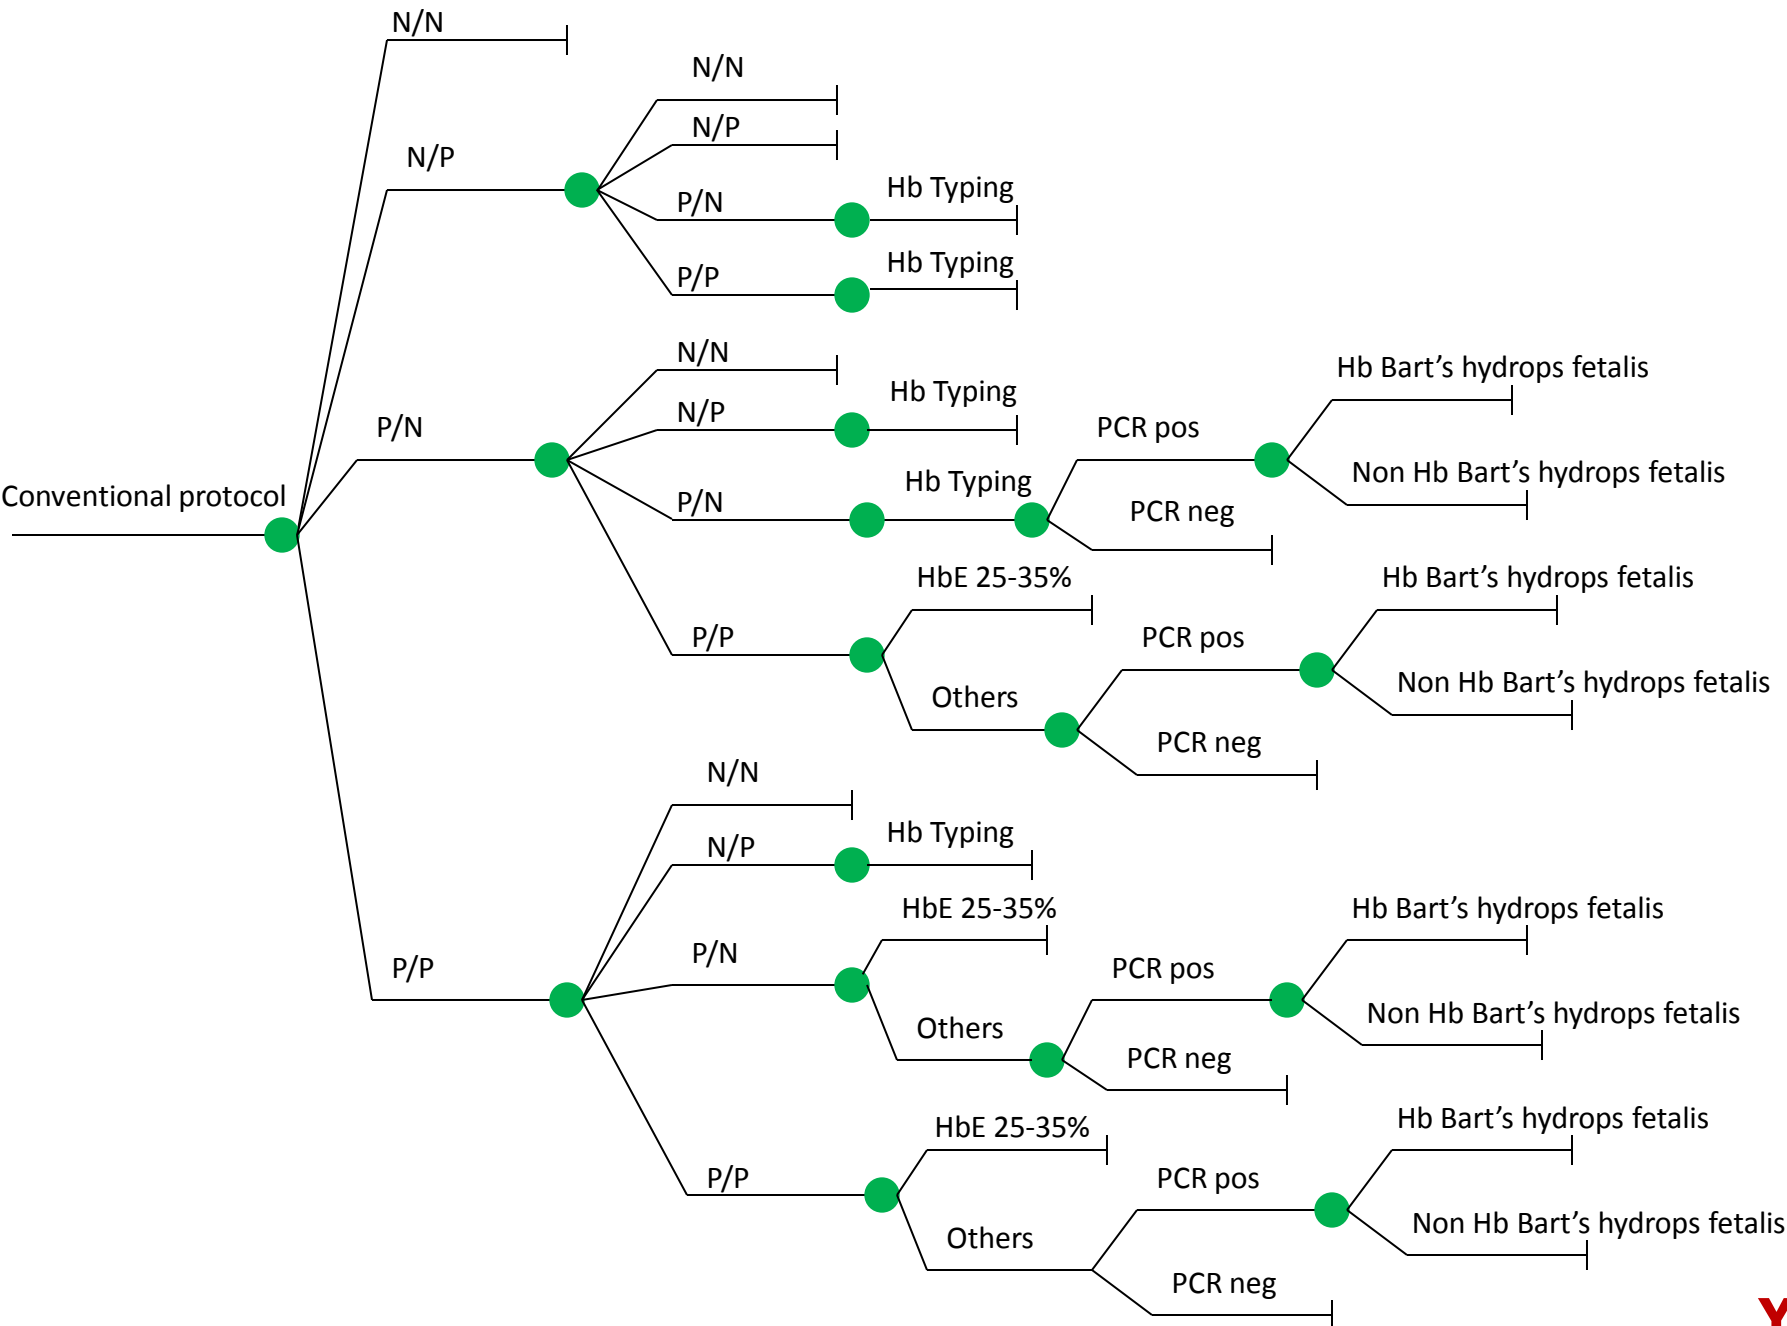 N/N
N/N
N/P
N/P
P/N
Hb Typing
P/P
Hb Typing
N/N
N/P
Hb Typing
P/N
P/N
Hb Typing
PCR pos
Hb Bart’s hydrops fetalis
Non Hb Bart’s hydrops fetalis
PCR neg
Conventional protocol
P/P
HbE 25-35%
Others
PCR pos
Hb Bart’s hydrops fetalis
Non Hb Bart’s hydrops fetalis
PCR neg
N/N
N/P
Hb Typing
P/P
P/N
HbE 25-35%
Others
PCR pos
Hb Bart’s hydrops fetalis
Non Hb Bart’s hydrops fetalis
PCR neg
P/P
HbE 25-35%
Others
PCR pos
Hb Bart’s hydrops fetalis
Non Hb Bart’s hydrops fetalis
PCR neg